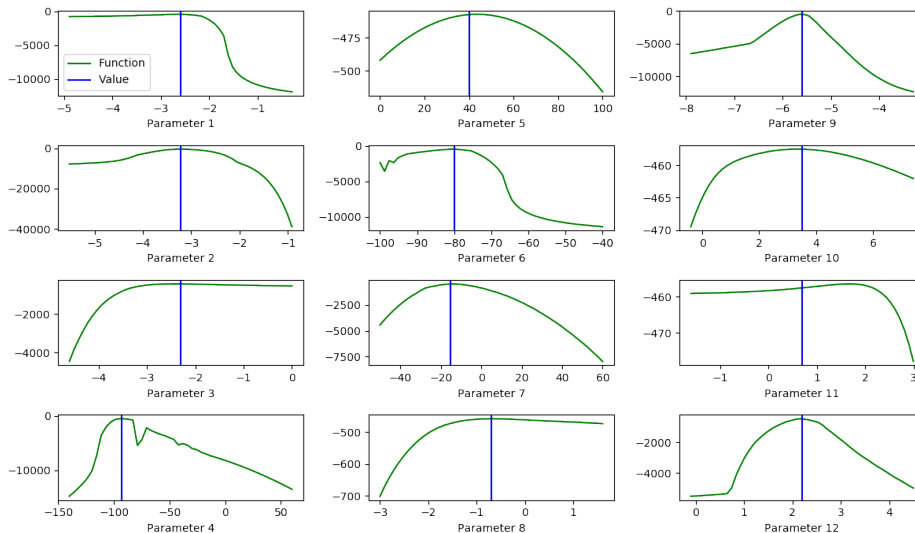 0
−5000
−10000
Function
Value
−5 −4 −3 −2 −1
Parameter 1
−475
−500
0 20 40 60 80 100
Parameter 5
0
−5000
−10000
−8 −7 −6 −5 −4
Parameter 9
0
−20000
−40000
−5 −4 −3 −2 −1
Parameter 2
0
−5000
−10000
−100 −90 −80 −70 −60 −50 −40
Parameter 6
−460
−465
−470
0 2 4 6
Parameter 10
−2000
−4000
−4 −3 −2 −1 0
Parameter 3
−2500
−5000
−7500
−40 −20 0 20 40 60
Parameter 7
−460
−470
−1 0 1 2 3
Parameter 11
0
−10000
−150 −100 −50 0 50
Parameter 4
−500
−600
−700
−3 −2 −1 0 1
Parameter 8
−2000
−4000
0 1 2 3 4
Parameter 12